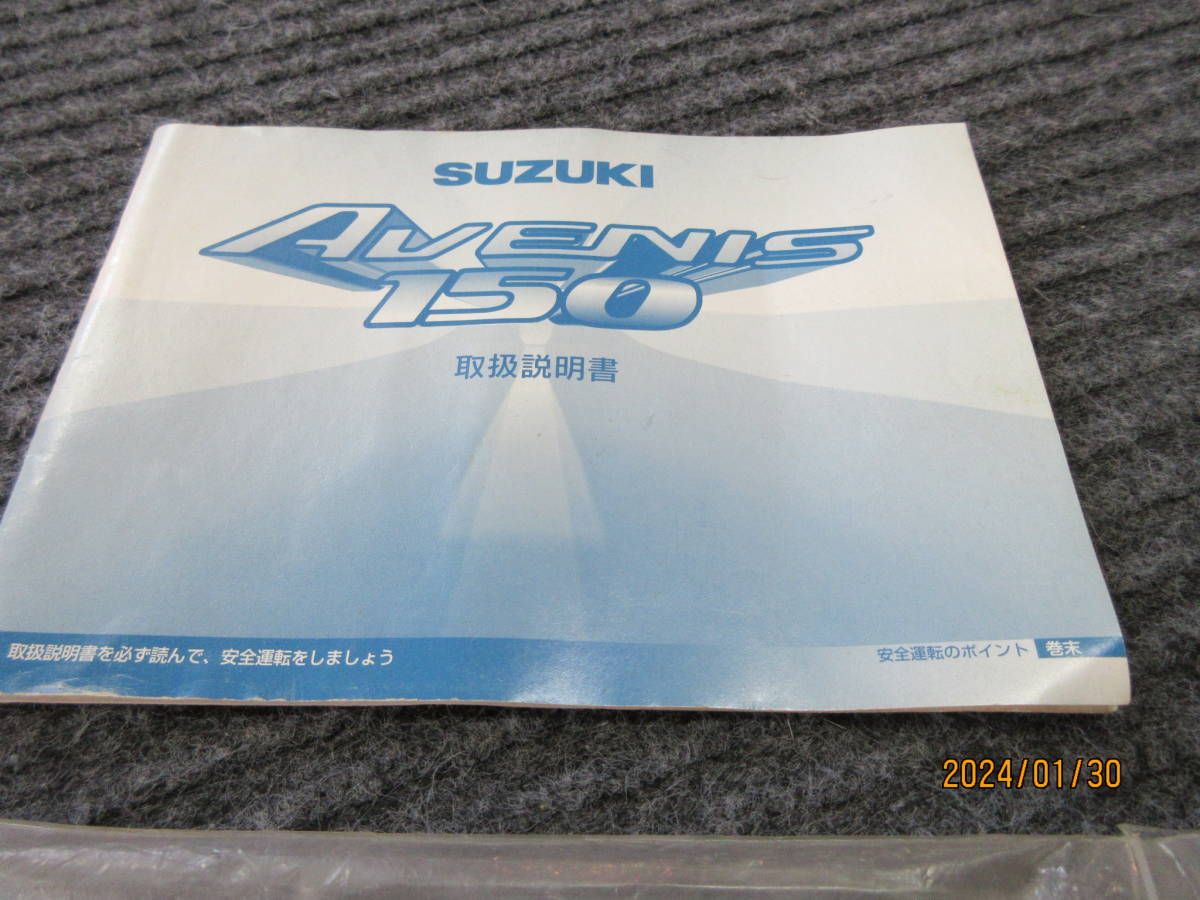 SUZUKI
AVENIS
150
取扱説明書
取扱説明書を必ず読んで、安全運転をしましょう
安全運転のポイント 巻末
2024/01/30